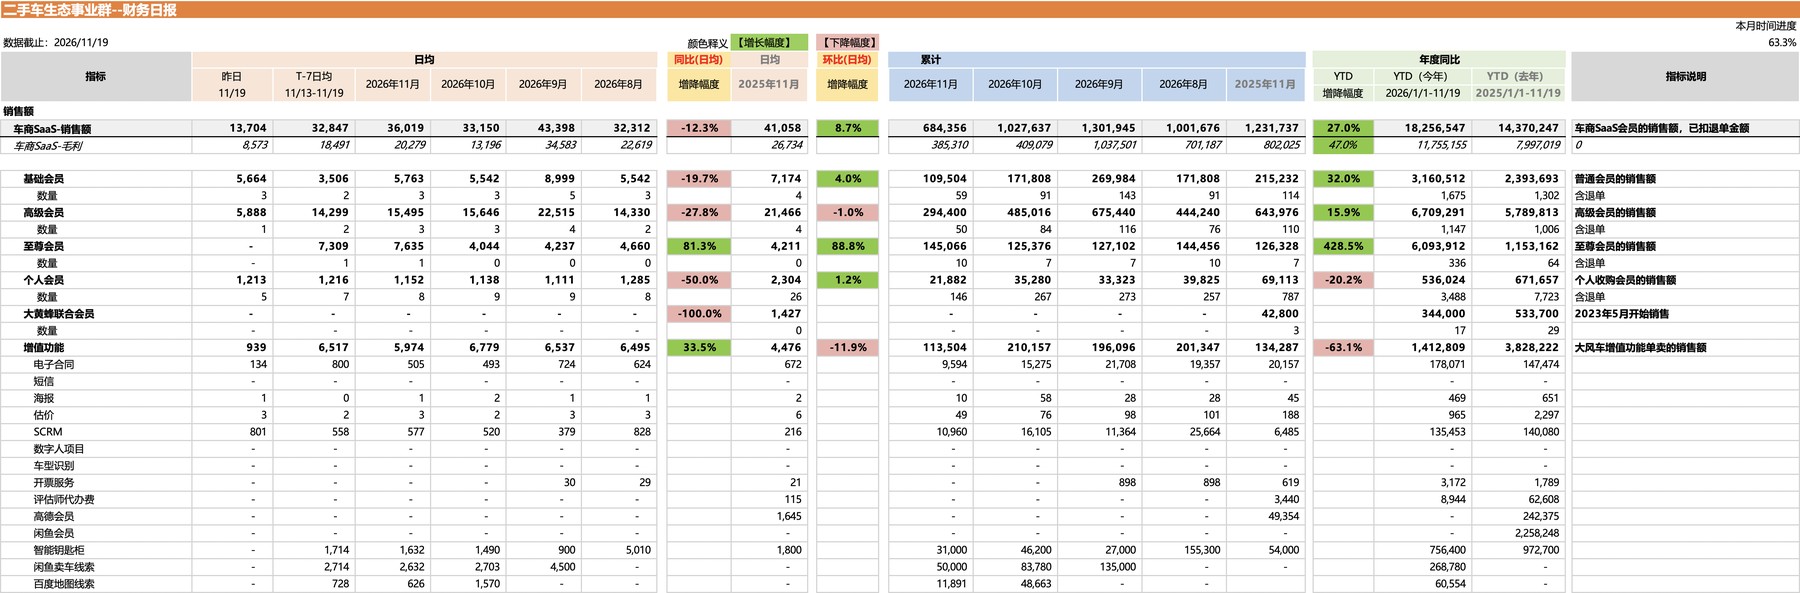 二手车生态事业群--财务日报
本月时间进度
数据截止：2026/11/19 颜色释义 【增长幅度】 【下降幅度】 63.3%
指标 日均 同比(日均) 日均 环比(日均) 累计 年度同比 指标说明
昨日 T-7日均 2026年11月 2026年10月 2026年9月 2026年8月 增降幅度 2025年11月 增降幅度 2026年11月 2026年10月 2026年9月 2026年8月 2025年11月 YTD YTD（今年） YTD（去年）
11/19 11/13-11/19 增降幅度 2026/1/1-11/19 2025/1/1-11/19
销售额
车商SaaS-销售额 13,704 32,847 36,019 33,150 43,398 32,312 -12.3% 41,058 8.7% 684,356 1,027,637 1,301,945 1,001,676 1,231,737 27.0% 18,256,547 14,370,247 车商SaaS会员的销售额，已扣退单金额
车商SaaS-毛利 8,573 18,491 20,279 13,196 34,583 22,619 26,734 385,310 409,079 1,037,501 701,187 802,025 47.0% 11,755,155 7,997,019 0
基础会员 5,664 3,506 5,763 5,542 8,999 5,542 -19.7% 7,174 4.0% 109,504 171,808 269,984 171,808 215,232 32.0% 3,160,512 2,393,693 普通会员的销售额
数量 3 2 3 3 5 3 4 59 91 143 91 114 1,675 1,302 含退单
高级会员 5,888 14,299 15,495 15,646 22,515 14,330 -27.8% 21,466 -1.0% 294,400 485,016 675,440 444,240 643,976 15.9% 6,709,291 5,789,813 高级会员的销售额
数量 1 2 3 3 4 2 4 50 84 116 76 110 1,147 1,006 含退单
至尊会员 - 7,309 7,635 4,044 4,237 4,660 81.3% 4,211 88.8% 145,066 125,376 127,102 144,456 126,328 428.5% 6,093,912 1,153,162 至尊会员的销售额
数量 - 1 1 0 0 0 0 10 7 7 10 7 336 64 含退单
个人会员 1,213 1,216 1,152 1,138 1,111 1,285 -50.0% 2,304 1.2% 21,882 35,280 33,323 39,825 69,113 -20.2% 536,024 671,657 个人收购会员的销售额
数量 5 7 8 9 9 8 26 146 267 273 257 787 3,488 7,723 含退单
大黄蜂联合会员 - - - - - - -100.0% 1,427 - - - - 42,800 344,000 533,700 2023年5月开始销售
数量 - - - - - - 0 - - - - 3 17 29
增值功能 939 6,517 5,974 6,779 6,537 6,495 33.5% 4,476 -11.9% 113,504 210,157 196,096 201,347 134,287 -63.1% 1,412,809 3,828,222 大风车增值功能单卖的销售额
电子合同 134 800 505 493 724 624 672 9,594 15,275 21,708 19,357 20,157 178,071 147,474
短信 - - - - - - - - - - - - - -
海报 1 0 1 2 1 1 2 10 58 28 28 45 469 651
估价 3 2 3 2 3 3 6 49 76 98 101 188 965 2,297
SCRM 801 558 577 520 379 828 216 10,960 16,105 11,364 25,664 6,485 135,453 140,080
数字人项目 - - - - - - - - - - - - - -
车型识别 - - - - - - - - - - - - - -
开票服务 - - - - 30 29 21 - - 898 898 619 3,172 1,789
评估师代办费 - - - - - - 115 - - - - 3,440 8,944 62,608
高德会员 - - - - - - 1,645 - - - - 49,354 - 242,375
闲鱼会员 - - - - - - - - - - - - - 2,258,248
智能钥匙柜 - 1,714 1,632 1,490 900 5,010 1,800 31,000 46,200 27,000 155,300 54,000 756,400 972,700
闲鱼卖车线索 - 2,714 2,632 2,703 4,500 - - 50,000 83,780 135,000 - - 268,780 -
百度地图线索 - 728 626 1,570 - - - 11,891 48,663 - - - 60,554 -